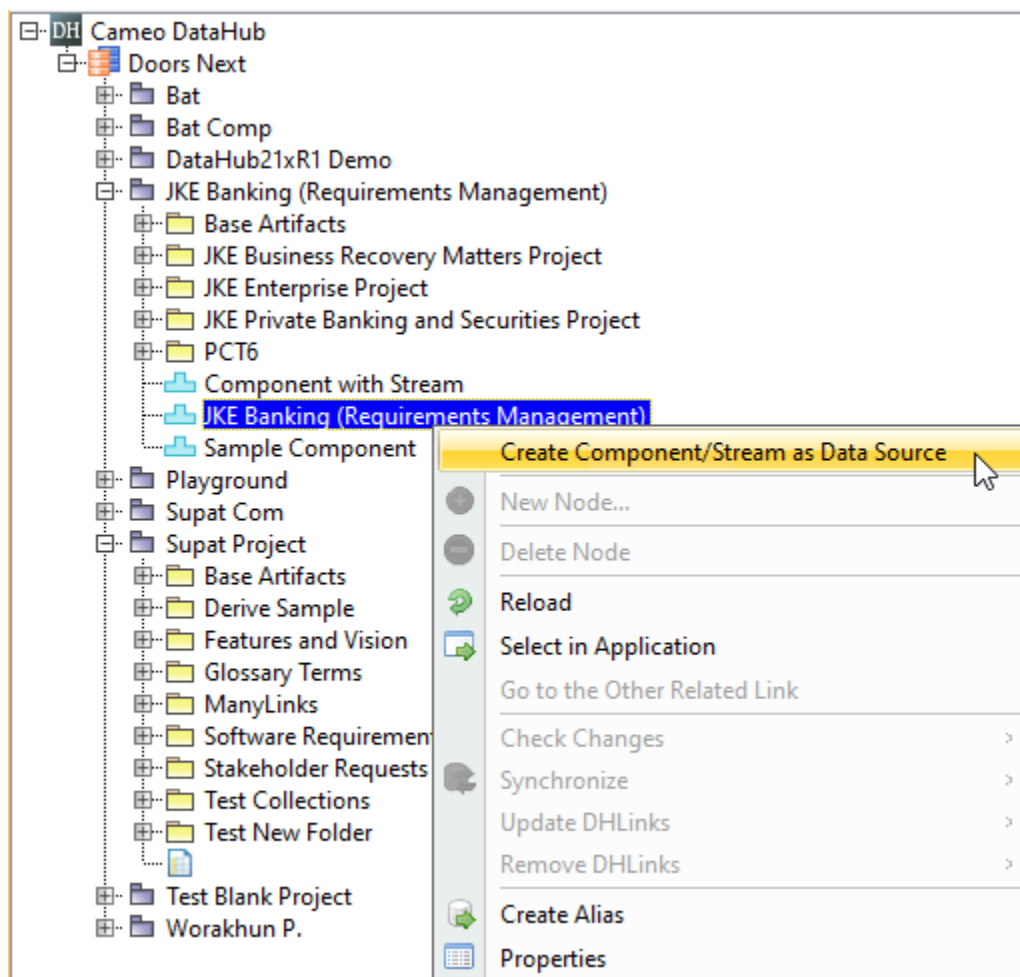 DH Cameo DataHub
Doors Next
Bat
Bat Comp
DataHub21xR1 Demo
JKE Banking (Requirements Management)
Base Artifacts
JKE Business Recovery Matters Project
JKE Enterprise Project
JKE Private Banking and Securities Project
PCT6
Component with Stream
JKE Banking (Requirements Management)
Sample Component
Playground
Supat Com
Supat Project
Base Artifacts
Derive Sample
Features and Vision
Glossary Terms
ManyLinks
Software Requiremen
Stakeholder Requests
Test Collections
Test New Folder
Test Blank Project
Worakhun P.
Create Component/Stream as Data Source
New Node...
Delete Node
Reload
Select in Application
Go to the Other Related Link
Check Changes
Synchronize
Update DHLinks
Remove DHLinks
Create Alias
Properties